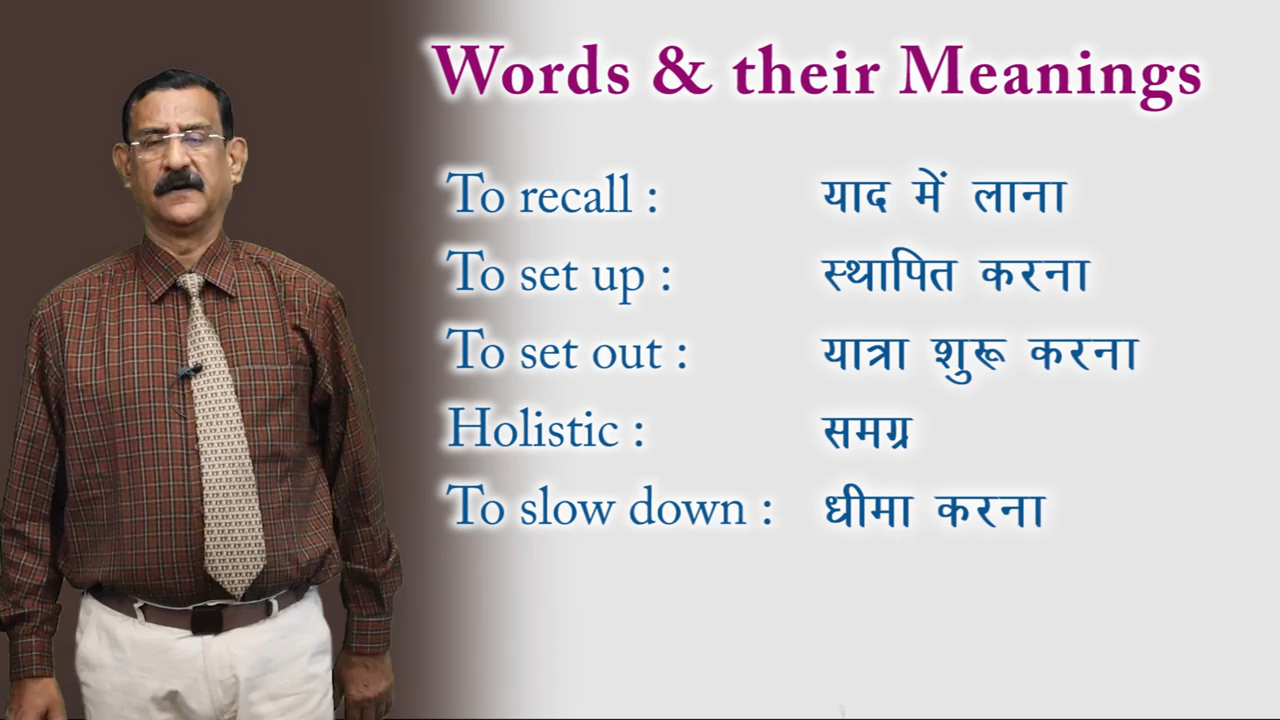 Words & their Meanings
To recall : याद में लाना
To set up : स्थापित करना
To set out : यात्रा शुरू करना
Holistic : समग्र
To slow down : धीमा करना